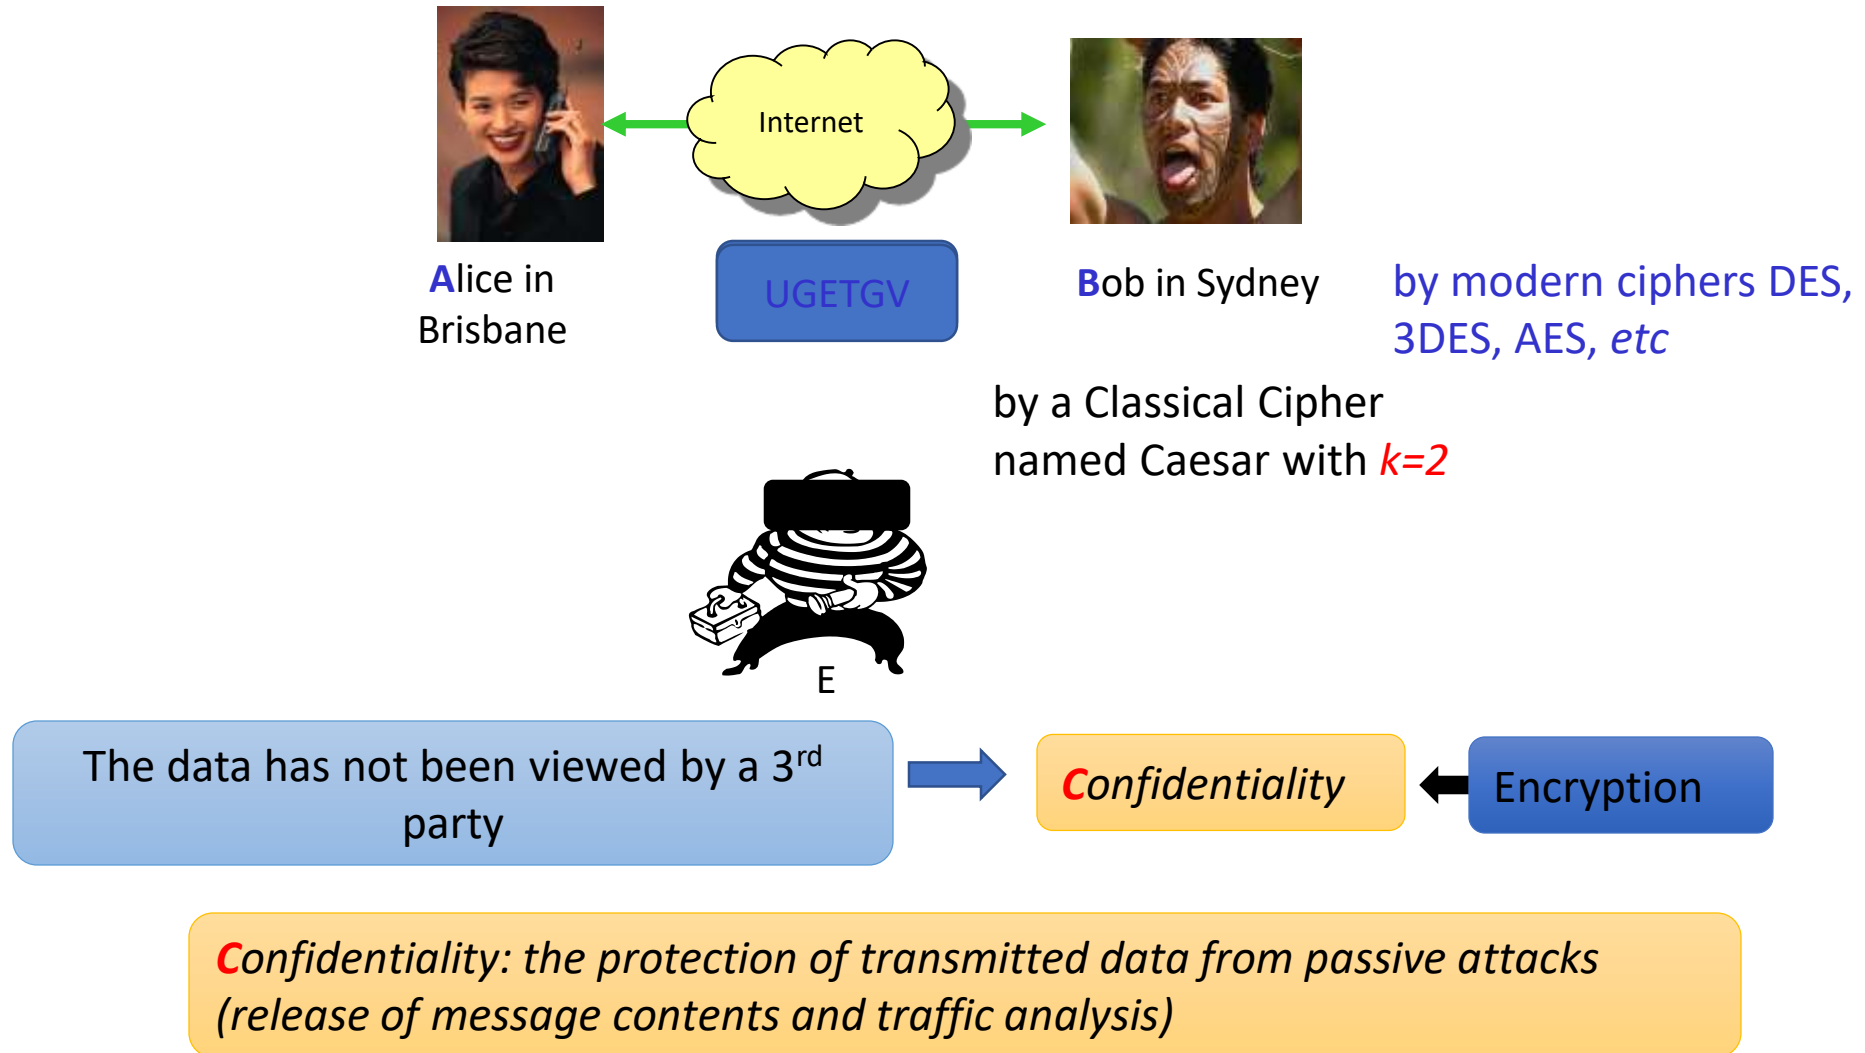 Internet
Alice in
Brisbane
UGETGV
Bob in Sydney
by modern ciphers DES,
3DES, AES, etc
by a Classical Cipher
named Caesar with k=2
E
The data has not been viewed by a 3rd
party
Confidentiality
Encryption
Confidentiality: the protection of transmitted data from passive attacks
(release of message contents and traffic analysis)